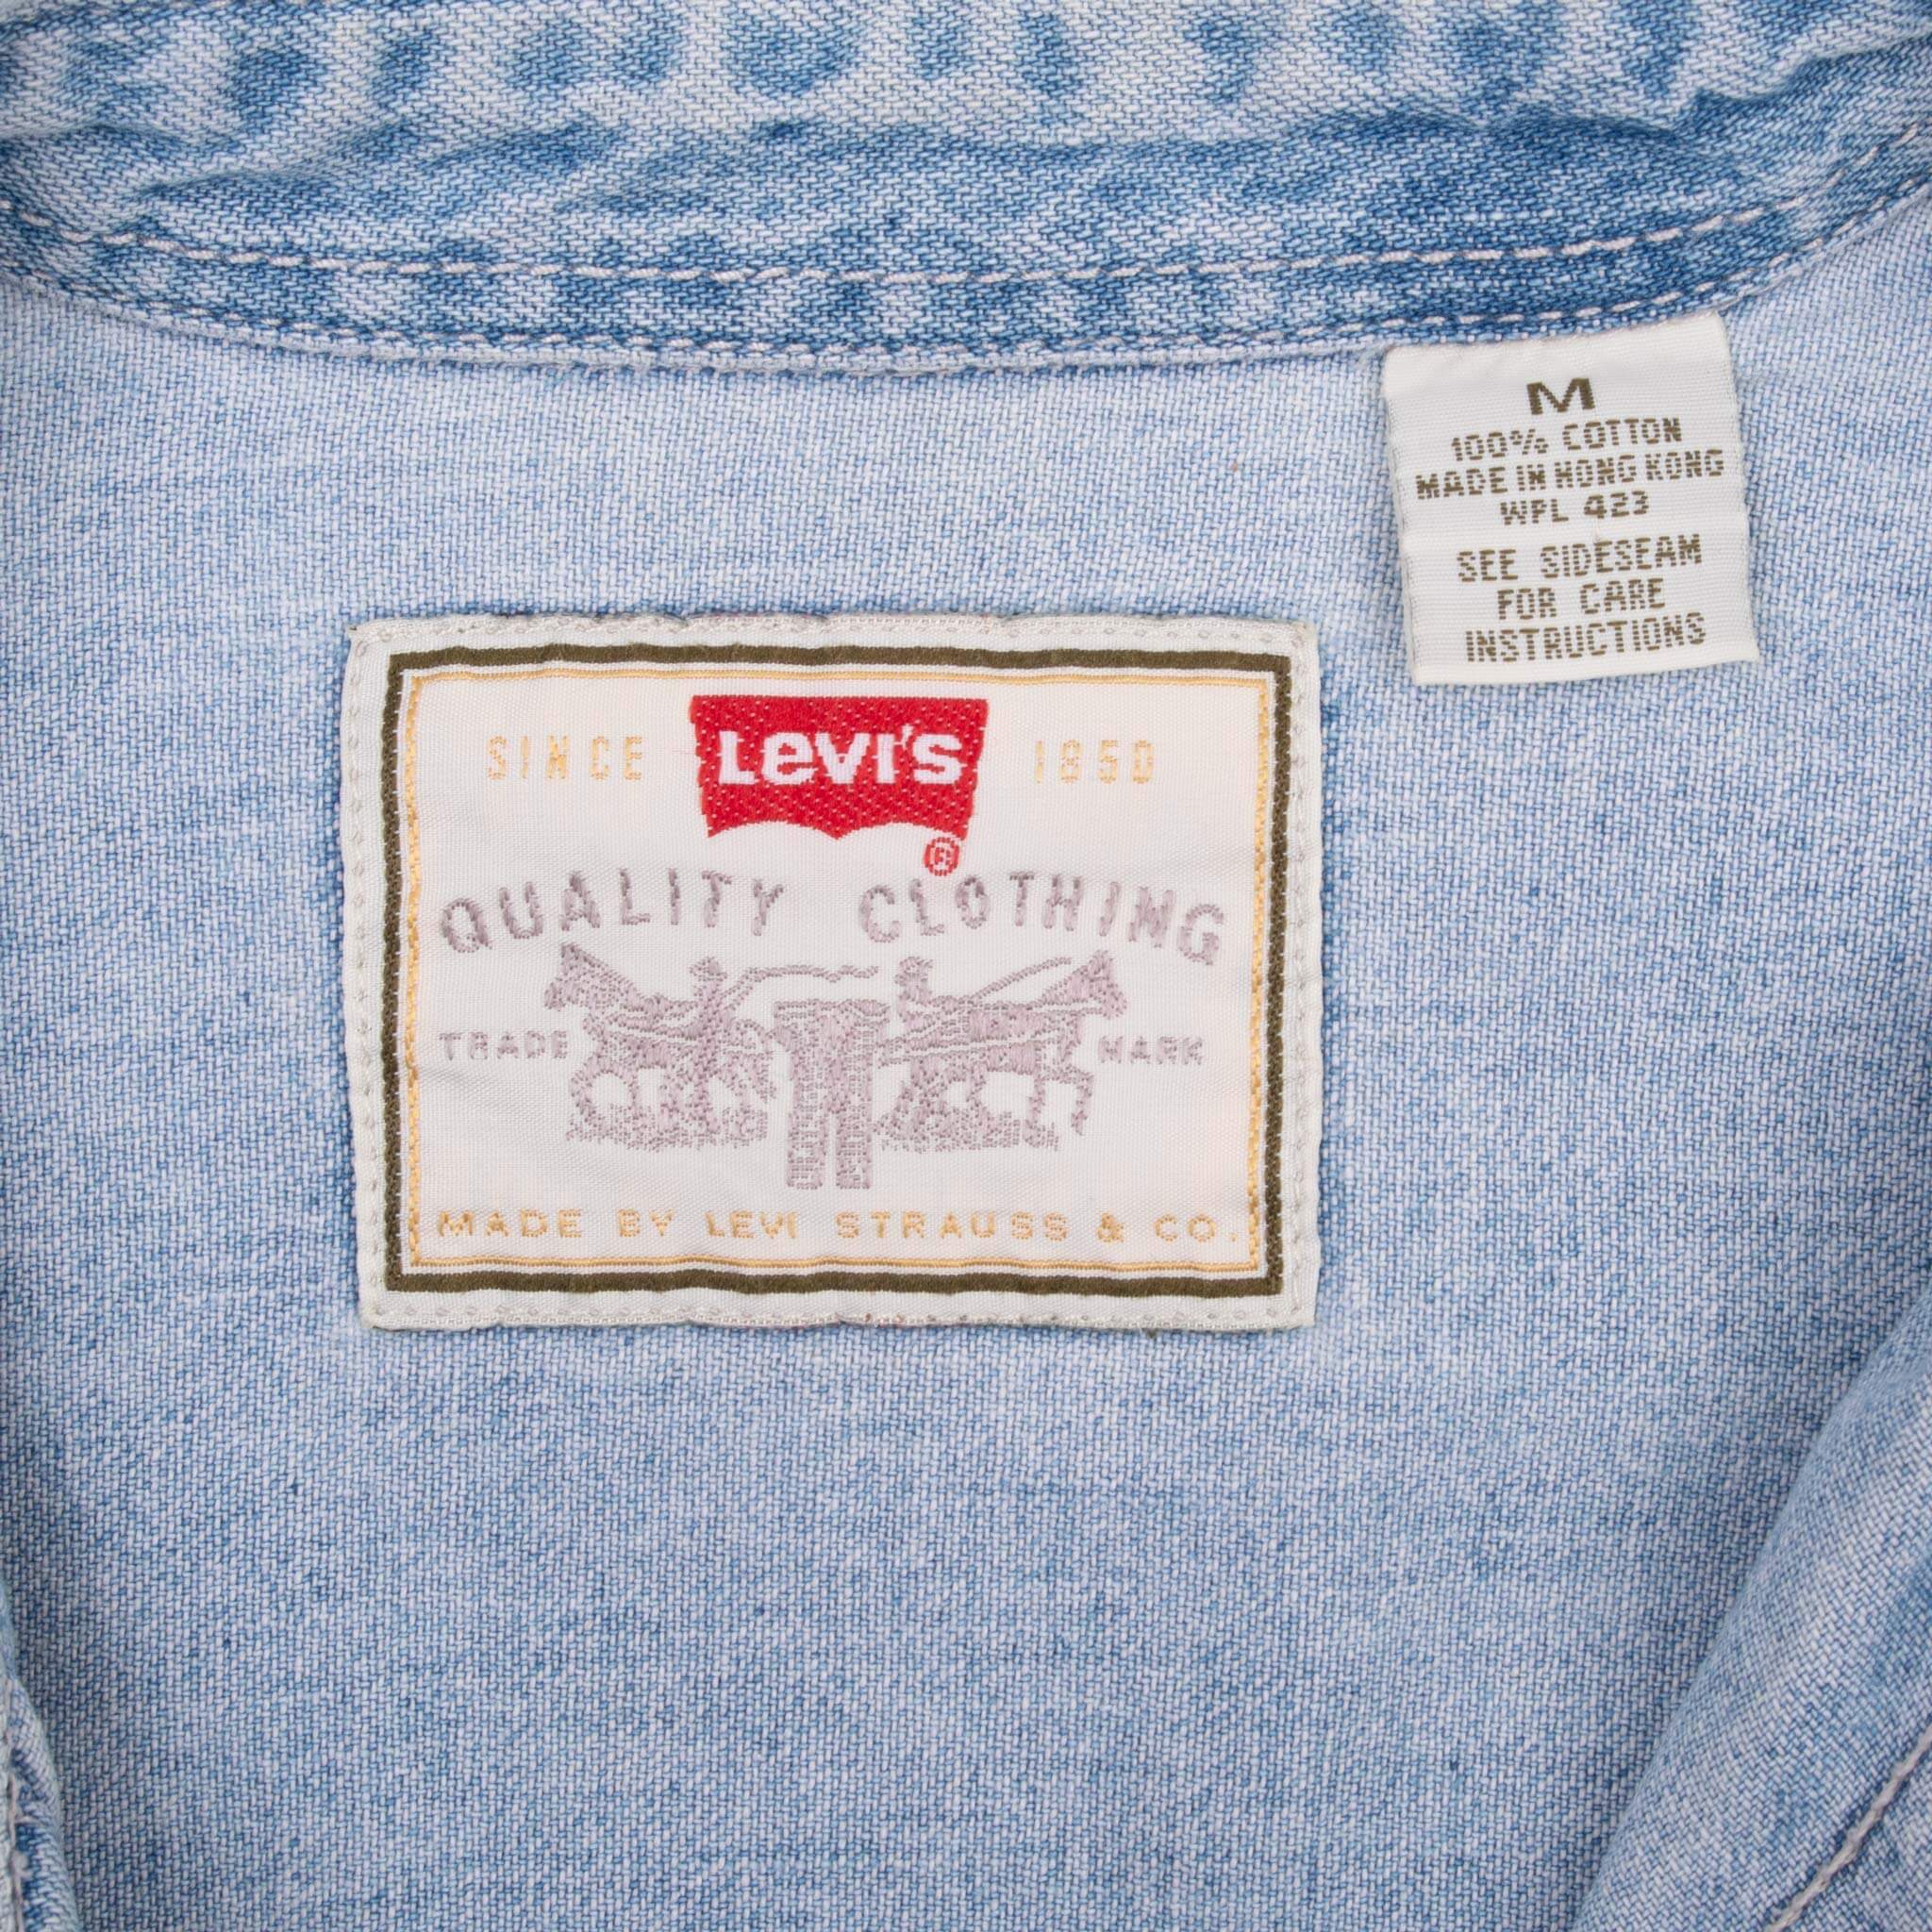 M
100% COTTON
MADE IN HONG KONG
WPL 423
SEE SIDESEAM
FOR CARE
INSTRUCTIONS
SINCE LEVI'S 1850
®
QUALITY CLOTHING
TRADE MARK
MADE BY LEVI STRAUSS & CO.